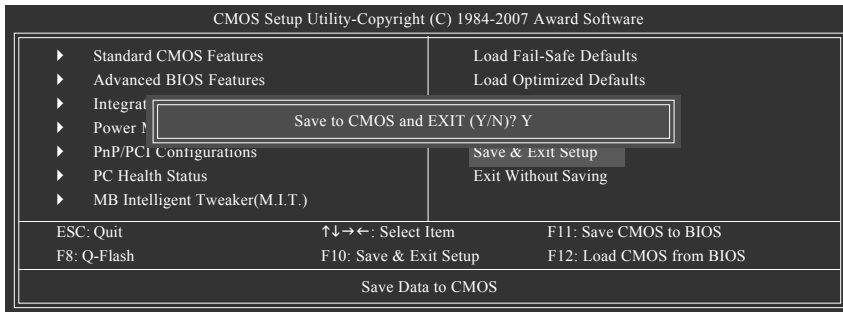 CMOS Setup Utility-Copyright (C) 1984-2007 Award Software
Standard CMOS Features
Advanced BIOS Features
Integrat
Power
PnP/PCI Configurations
PC Health Status
MB Intelligent Tweaker(M.I.T.)
Load Fail-Safe Defaults
Load Optimized Defaults
Save & Exit Setup
Exit Without Saving
Save to CMOS and EXIT (Y/N)? Y
ESC: Quit ↑↓→←: Select Item F11: Save CMOS to BIOS
F8: Q-Flash F10: Save & Exit Setup F12: Load CMOS from BIOS
Save Data to CMOS